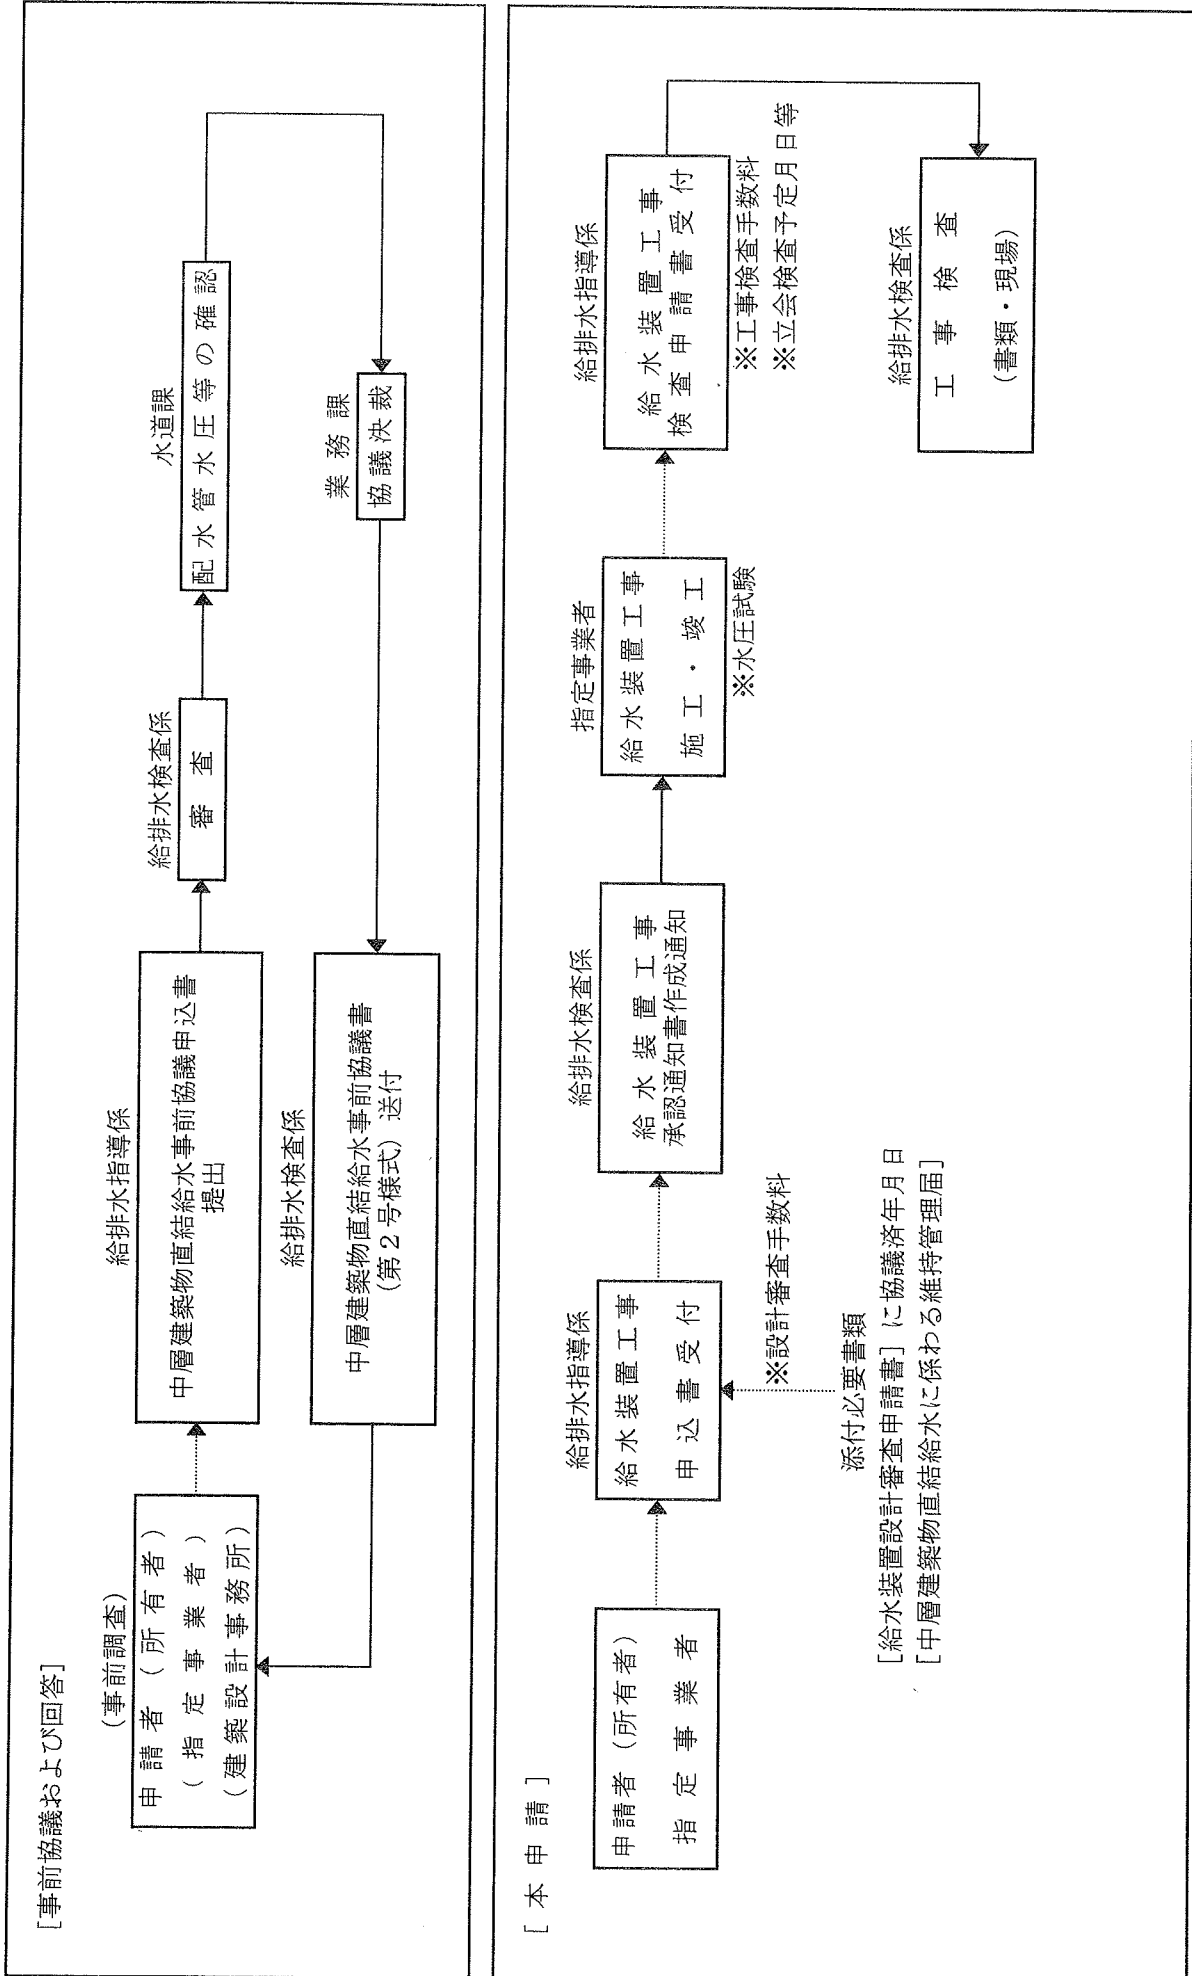 [事前協議および回答]
(事前調査)
申請者（所有者）
（指定事業者）
（建築設計事務所）
給排水指導係
中層建築物直結給水事前協議申込書
提出
給排水検査係
審査
水道課
配水管水圧等の確認
業務課
協議決裁
給排水検査係
中層建築物直結給水事前協議書
(第２号様式) 送付
[本申請]
申請者（所有者）
指定事業者
給排水指導係
給水装置工事
申込書受付
※設計審査手数料
添付必要書類
[給水装置設計審査申請書] に協議済年月日
[中層建築物直結給水に係わる維持管理届]
給排水検査係
給水装置工事
承認通知書作成通知
指定事業者
給水装置工事
施工・竣工
※水圧試験
給排水指導係
給水装置工事
検査申請書受付
※工事検査手数料
※立会検査予定月日等
給排水検査係
工事検査
(書類・現場)